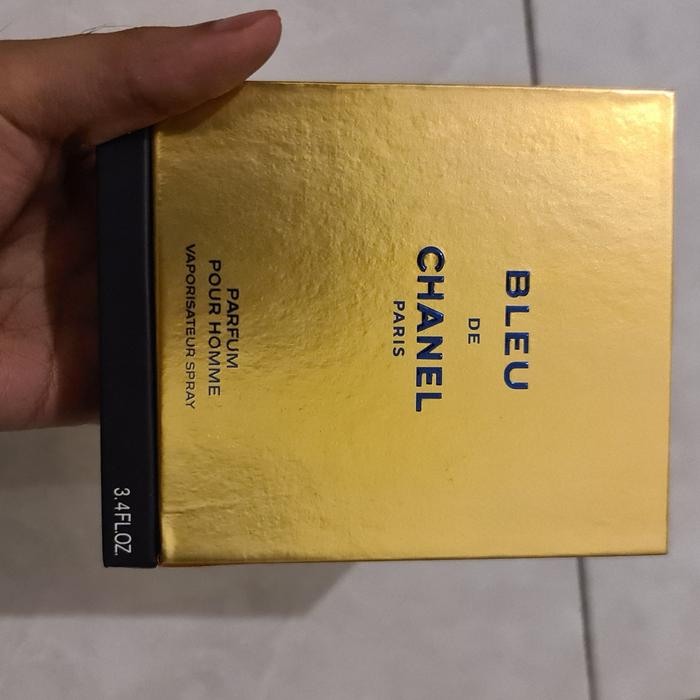 BLEU
DE
CHANEL
PARIS
PARFUM
POUR HOMME
VAPORISATEUR SPRAY
3.4FL.OZ.